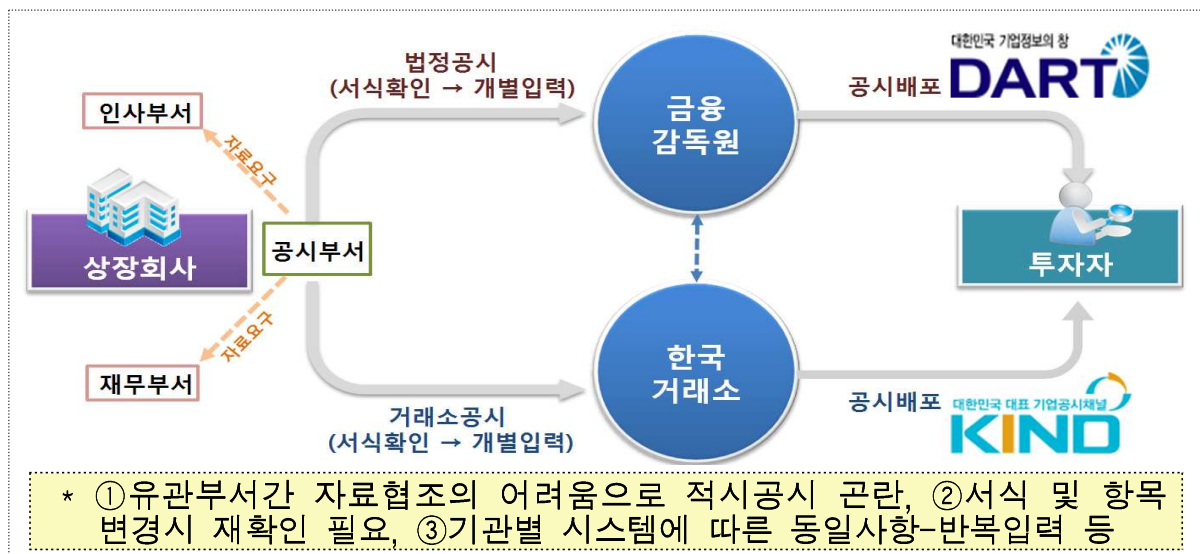 법정공시
(서식확인 → 개별입력)
인사부서
자료요구
상장회사
공시부서
자료요구
재무부서
거래소공시
(서식확인 → 개별입력)
금융
감독원
한국
거래소
대한민국 기업정보의 창
공시배포 DART
투자자
공시배포
대한민국 대표 기업공시채널
KIND
* ①유관부서간 자료협조의 어려움으로 적시공시 곤란, ②서식 및 항목
변경시 재확인 필요, ③기관별 시스템에 따른 동일사항-반복입력 등